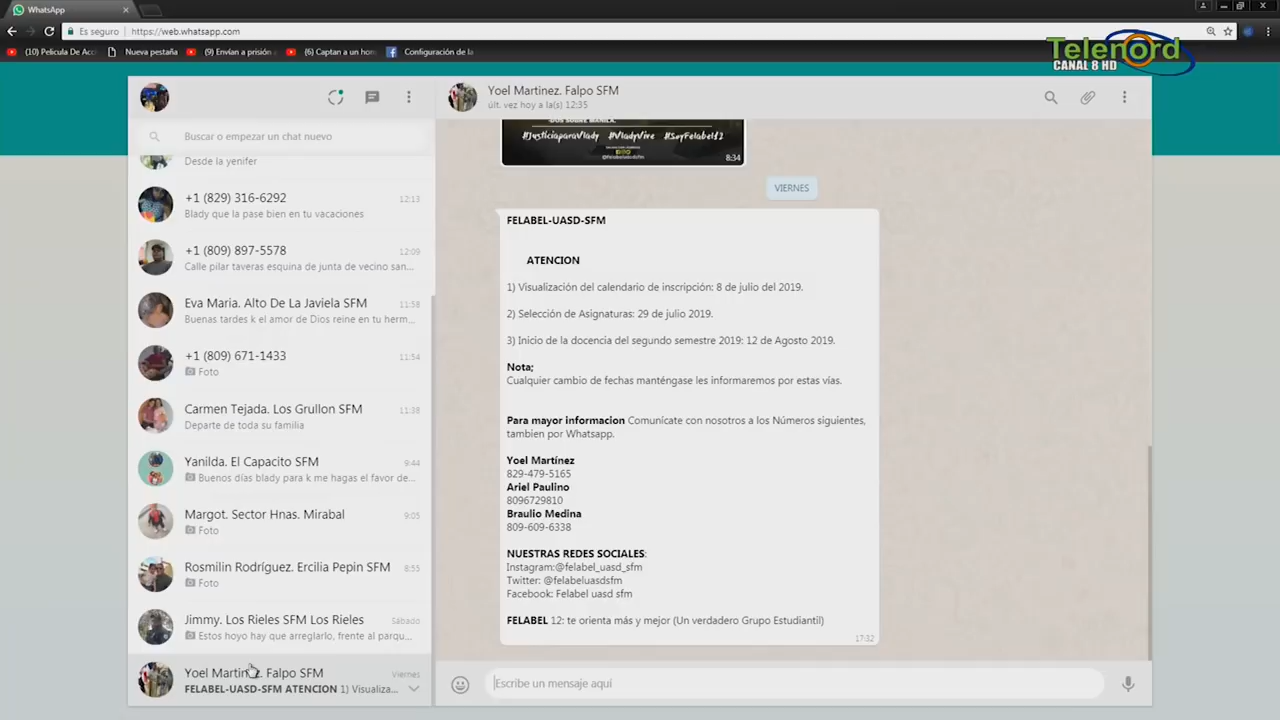 WhatsApp
Es seguro | https://web.whatsapp.com
(10) Pelicula De Acci
Nueva pestaña
(9) Envían a prisión
(6) Captan a un hom
Configuración de la
Telenord
CANAL 8 HD
Buscar o empezar un chat nuevo
Desde la yenifer
+1 (829) 316-6292
12:13
Blady que la pase bien en tu vacaciones
+1 (809) 897-5578
12:09
Calle pilar taveras esquina de junta de vecino san...
Eva Maria. Alto De La Javiela SFM
11:58
Buenas tardes k el amor de Dios reine en tu herm...
+1 (809) 671-1433
11:54
Foto
Carmen Tejada. Los Grullon SFM
11:38
Departe de toda su familia
Yanilda. El Capacito SFM
9:44
Buenos días blady para k me hagas el favor de...
Margot. Sector Hnas. Mirabal
9:05
Foto
Rosmilin Rodríguez. Ercilia Pepin SFM
8:55
Foto
Jimmy. Los Rieles SFM Los Rieles
Sábado
Estos hoyo hay que arreglarlo, frente al parqu...
Yoel Martinez. Falpo SFM
Viernes
FELABEL-UASD-SFM ATENCION 1) Visualiza...
Yoel Martinez. Falpo SFM
últ. vez hoy a la(s) 12:35
DOS SOBRE MANILA.
#JusticiaparaVlady #VladyVive #SoyFelabel12
@felabeluasdsfm
8:34
VIERNES
FELABEL-UASD-SFM
ATENCION
1) Visualización del calendario de inscripción: 8 de julio del 2019.
2) Selección de Asignaturas: 29 de julio 2019.
3) Inicio de la docencia del segundo semestre 2019: 12 de Agosto 2019.
Nota;
Cualquier cambio de fechas manténgase les informaremos por estas vías.
Para mayor informacion Comunícate con nosotros a los Números siguientes,
tambien por Whatsapp.
Yoel Martínez
829-479-5165
Ariel Paulino
8096729810
Braulio Medina
809-609-6338
NUESTRAS REDES SOCIALES:
Instagram:@felabel_uasd_sfm
Twitter: @felabeluasdsfm
Facebook: Felabel uasd sfm
FELABEL 12: te orienta más y mejor (Un verdadero Grupo Estudiantil)
17:32
Escribe un mensaje aquí